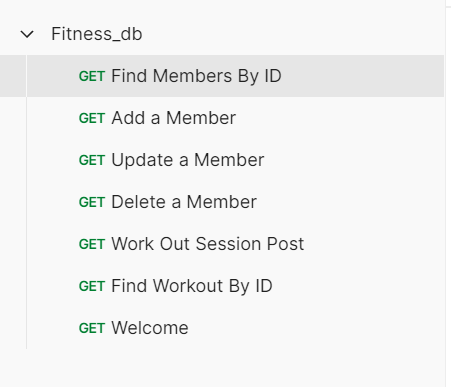 Fitness_db
GET Find Members By ID
GET Add a Member
GET Update a Member
GET Delete a Member
GET Work Out Session Post
GET Find Workout By ID
GET Welcome